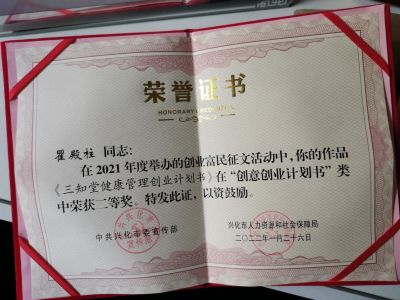 荣誉证书
HONORARY CREDENTIAL
瞿殿柱 同志:
在2021年度举办的创业富民征文活动中,你的作品
《三知堂健康管理创业计划书》在“创意创业计划书”类
中荣获二等奖。特发此证,以资鼓励。
中共兴化市委宣传部
兴化市人力资源和社会保障局
二〇二二年一月二十六日